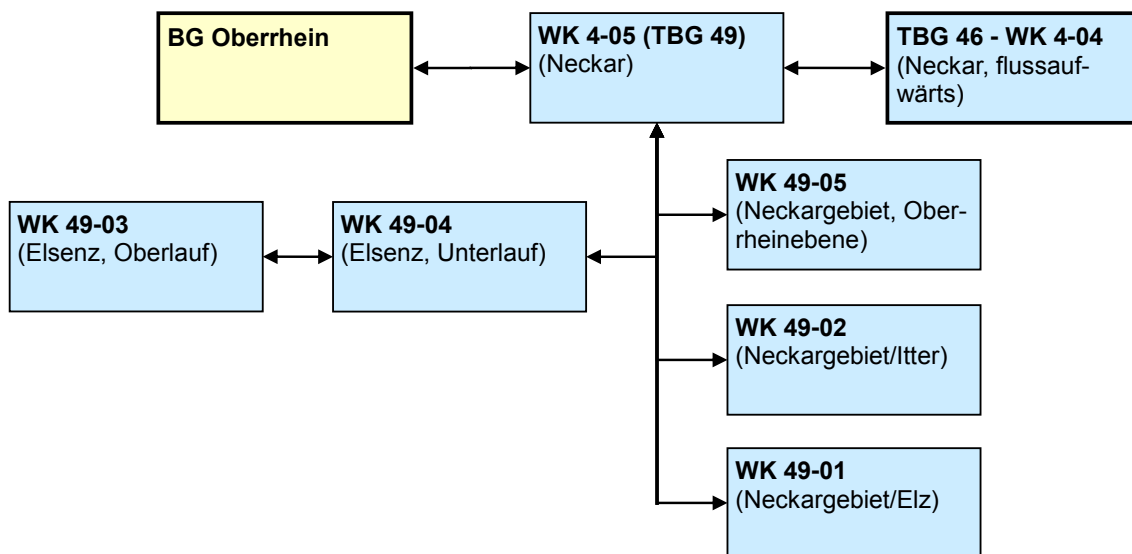 BG Oberrhein
WK 4-05 (TBG 49)
(Neckar)
TBG 46 - WK 4-04
(Neckar, flussauf-
wärts)
WK 49-03
(Elsenz, Oberlauf)
WK 49-04
(Elsenz, Unterlauf)
WK 49-05
(Neckargebiet, Ober-
rheinebene)
WK 49-02
(Neckargebiet/Itter)
WK 49-01
(Neckargebiet/Elz)